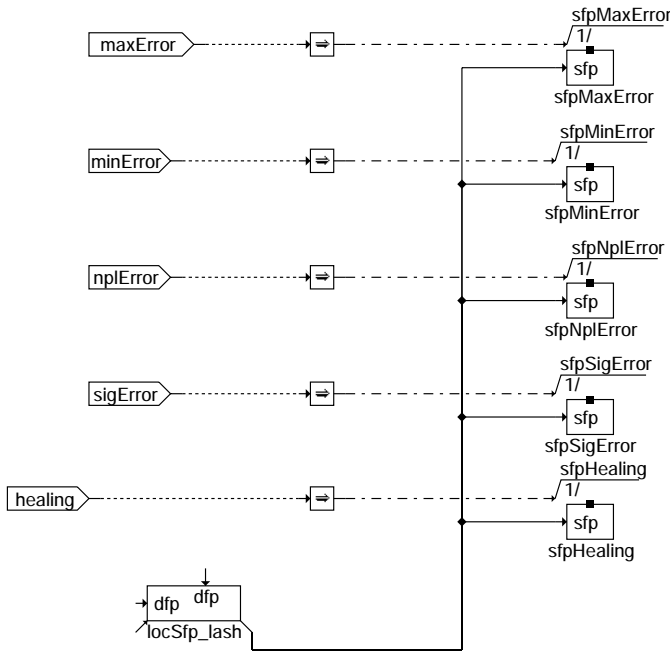 sfpMaxError
maxError
⇒
1/
sfp
sfpMaxError
sfpMinError
minError
⇒
1/
sfp
sfpMinError
sfpNplError
nplError
⇒
1/
sfp
sfpNplError
sfpSigError
sigError
⇒
1/
sfp
sfpSigError
sfpHealing
healing
⇒
1/
sfp
sfpHealing
dfp dfp
locSfp_lash